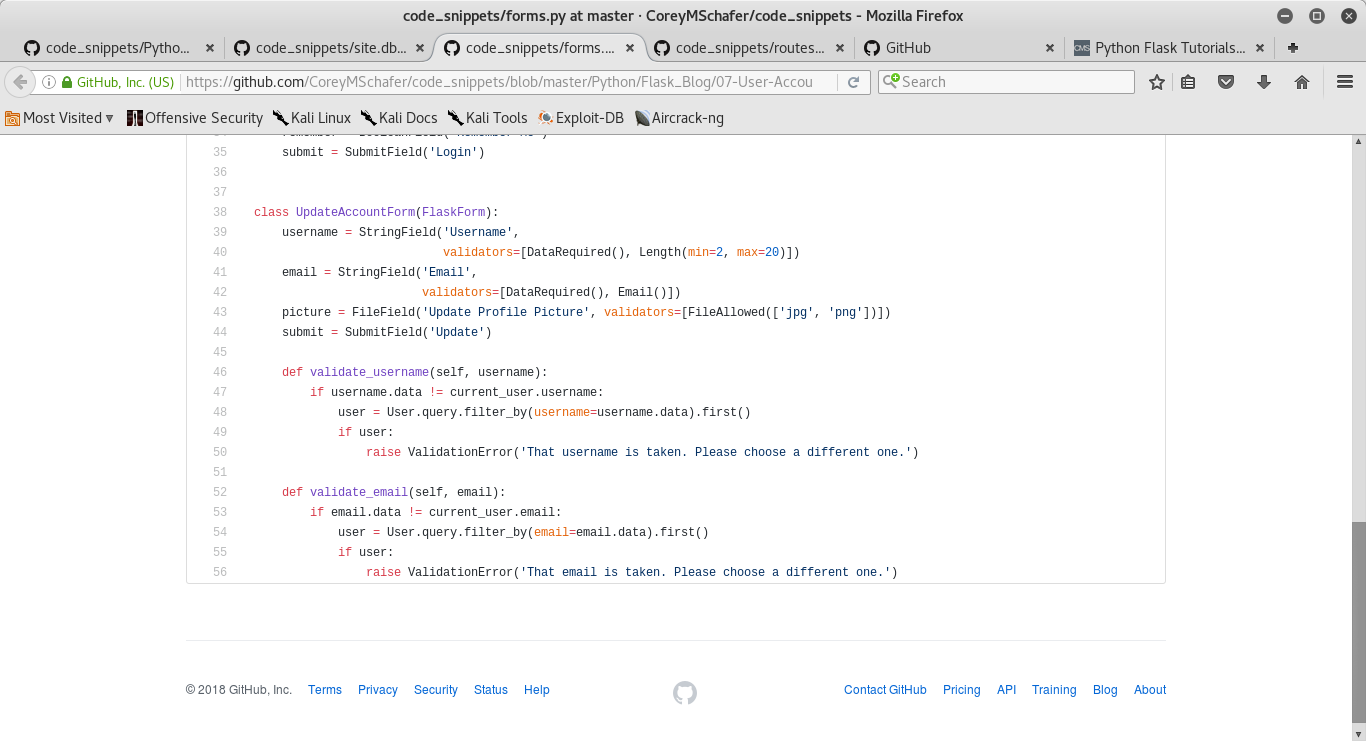 code_snippets/forms.py at master · CoreyMSchafer/code_snippets - Mozilla Firefox
code_snippets/Pytho... code_snippets/site.db... code_snippets/forms.... code_snippets/routes... GitHub CMS Python Flask Tutorials...
GitHub, Inc. (US) https://github.com/CoreyMSchafer/code_snippets/blob/master/Python/Flask_Blog/07-User-Accou Search
Most Visited Offensive Security Kali Linux Kali Docs Kali Tools Exploit-DB Aircrack-ng
35 submit = SubmitField('Login')
36
37
38 class UpdateAccountForm(FlaskForm):
39 username = StringField('Username',
40 validators=[DataRequired(), Length(min=2, max=20)])
41 email = StringField('Email',
42 validators=[DataRequired(), Email()])
43 picture = FileField('Update Profile Picture', validators=[FileAllowed(['jpg', 'png'])])
44 submit = SubmitField('Update')
45
46 def validate_username(self, username):
47 if username.data != current_user.username:
48 user = User.query.filter_by(username=username.data).first()
49 if user:
50 raise ValidationError('That username is taken. Please choose a different one.')
51
52 def validate_email(self, email):
53 if email.data != current_user.email:
54 user = User.query.filter_by(email=email.data).first()
55 if user:
56 raise ValidationError('That email is taken. Please choose a different one.')
© 2018 GitHub, Inc. Terms Privacy Security Status Help Contact GitHub Pricing API Training Blog About